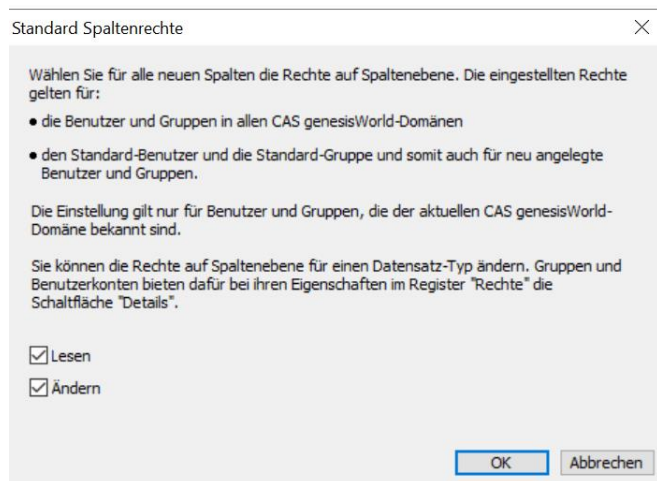 Standard Spaltenrechte
Wählen Sie für alle neuen Spalten die Rechte auf Spaltenebene. Die eingestellten Rechte
gelten für:
• die Benutzer und Gruppen in allen CAS genesisWorld-Domänen
• den Standard-Benutzer und die Standard-Gruppe und somit auch für neu angelegte
Benutzer und Gruppen.
Die Einstellung gilt nur für Benutzer und Gruppen, die der aktuellen CAS genesisWorld-
Domäne bekannt sind.
Sie können die Rechte auf Spaltenebene für einen Datensatz-Typ ändern. Gruppen und
Benutzerkonten bieten dafür bei ihren Eigenschaften im Register "Rechte" die
Schaltfläche "Details".
Lesen
Ändern
OK Abbrechen